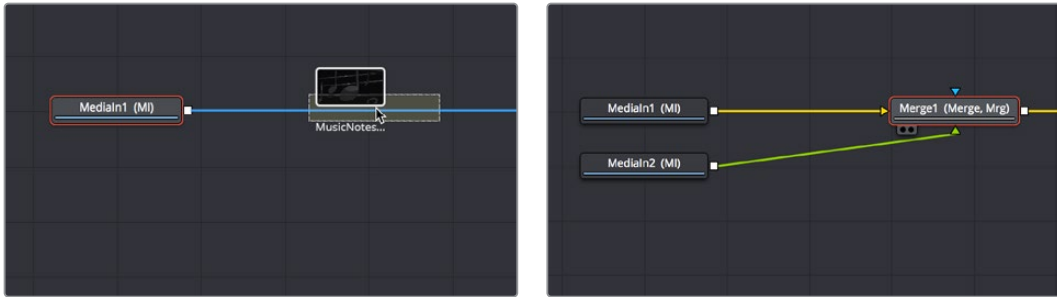 MediaIn1 (MI)
MusicNotes...
MediaIn1 (MI)
Merge1 (Merge, Mrg)
MediaIn2 (MI)